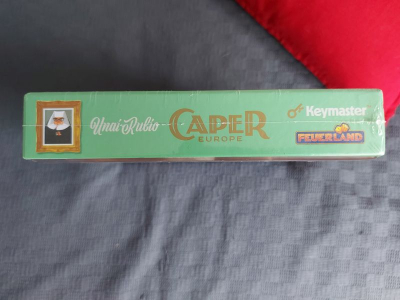 Unai Rubio
CAPER
EUROPE
Keymaster
FEUERLAND